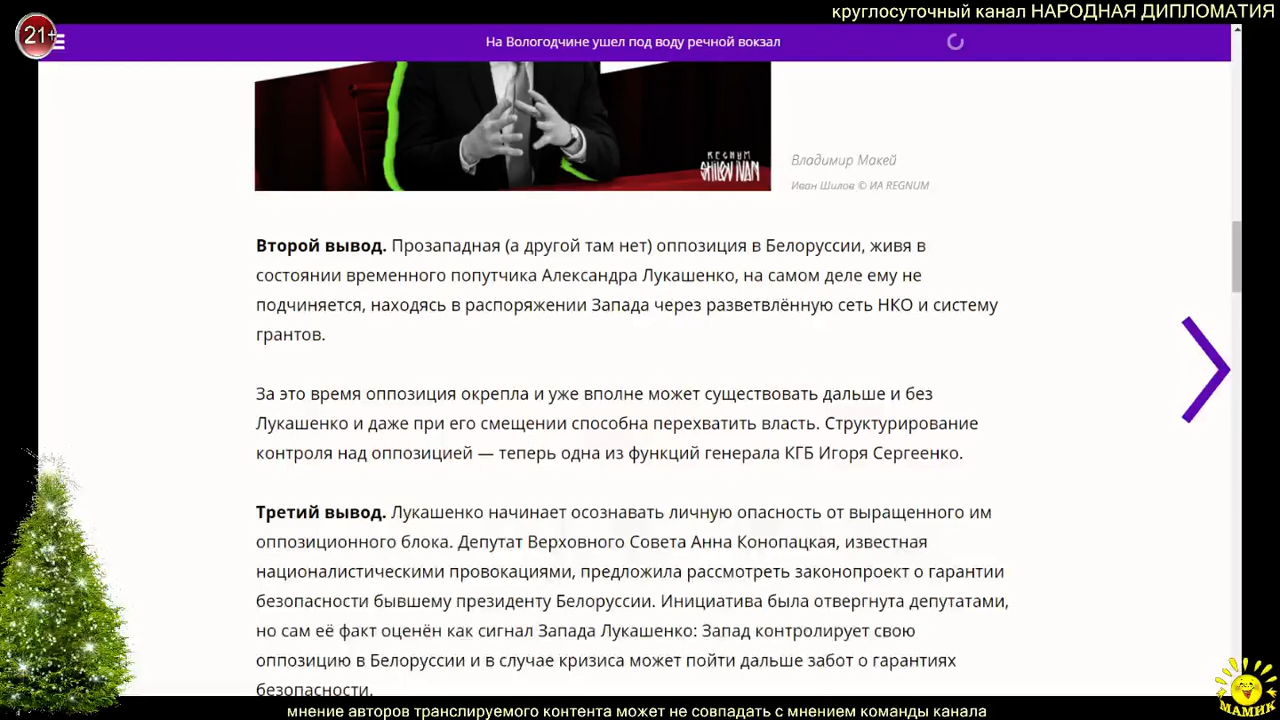 круглосуточный канал НАРОДНАЯ ДИПЛОМАТИЯ
21+
На Вологодчине ушел под воду речной вокзал
REGNUM
SHILOV IVAN
Владимир Макей
Иван Шилов © ИА REGNUM
Второй вывод. Прозападная (а другой там нет) оппозиция в Белоруссии, живя в
состоянии временного попутчика Александра Лукашенко, на самом деле ему не
подчиняется, находясь в распоряжении Запада через разветвлённую сеть НКО и систему
грантов.
За это время оппозиция окрепла и уже вполне может существовать дальше и без
Лукашенко и даже при его смещении способна перехватить власть. Структурирование
контроля над оппозицией — теперь одна из функций генерала КГБ Игоря Сергеенко.
Третий вывод. Лукашенко начинает осознавать личную опасность от выращенного им
оппозиционного блока. Депутат Верховного Совета Анна Конопацкая, известная
националистическими провокациями, предложила рассмотреть законопроект о гарантии
безопасности бывшему президенту Белоруссии. Инициатива была отвергнута депутатами,
но сам её факт оценён как сигнал Запада Лукашенко: Запад контролирует свою
оппозицию в Белоруссии и в случае кризиса может пойти дальше забот о гарантиях
безопасности.
МАМИК
мнение авторов транслируемого контента может не совпадать с мнением команды канала